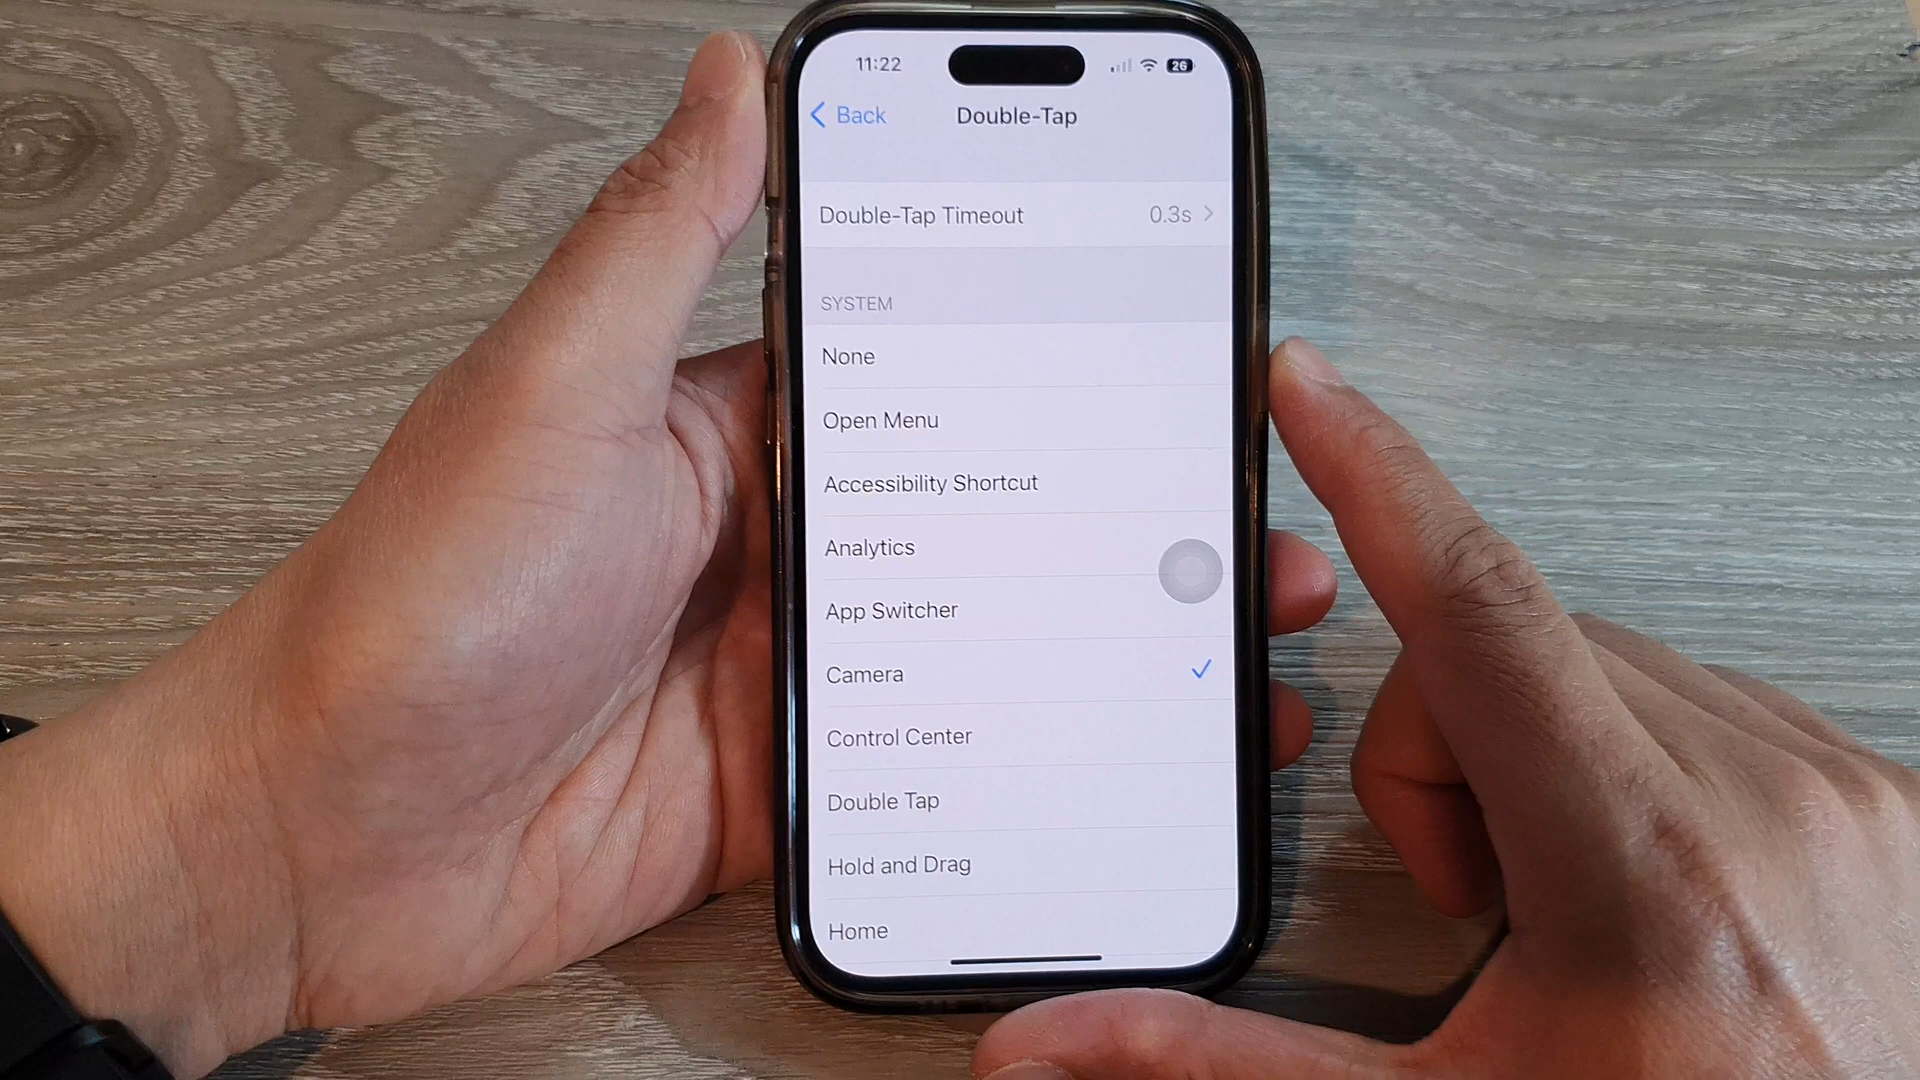 11:22
26
Back
Double-Tap
Double-Tap Timeout 0.3s
SYSTEM
None
Open Menu
Accessibility Shortcut
Analytics
App Switcher
Camera
Control Center
Double Tap
Hold and Drag
Home